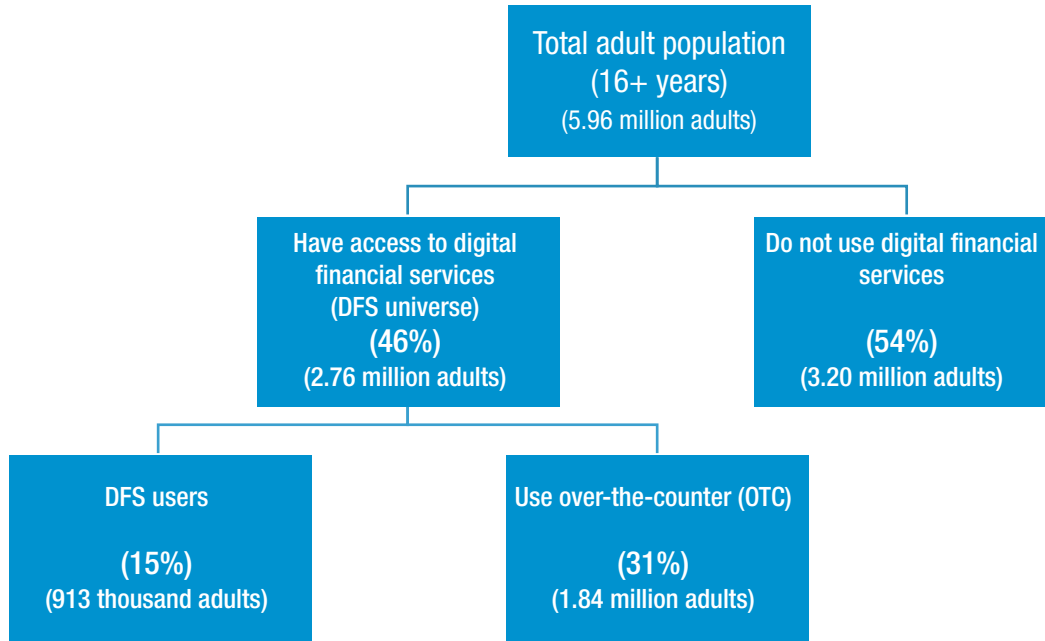 Total adult population
(16+ years)
(5.96 million adults)
Have access to digital
financial services
(DFS universe)
(46%)
(2.76 million adults)
Do not use digital financial
services
(54%)
(3.20 million adults)
DFS users
(15%)
(913 thousand adults)
Use over-the-counter (OTC)
(31%)
(1.84 million adults)